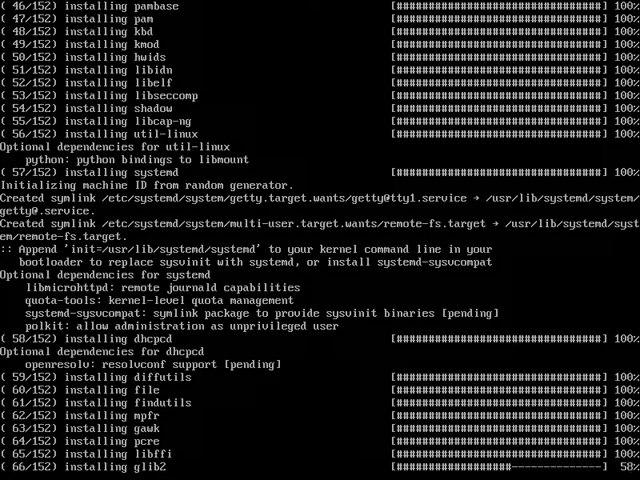 ( 46/152) installing pambase [##################################] 100%
( 47/152) installing pam [##################################] 100%
( 48/152) installing kbd [##################################] 100%
( 49/152) installing kmod [##################################] 100%
( 50/152) installing hwids [##################################] 100%
( 51/152) installing libidn [##################################] 100%
( 52/152) installing libelf [##################################] 100%
( 53/152) installing libseccomp [##################################] 100%
( 54/152) installing shadow [##################################] 100%
( 55/152) installing libcap-ng [##################################] 100%
( 56/152) installing util-linux [##################################] 100%
Optional dependencies for util-linux
python: python bindings to libmount
( 57/152) installing systemd [##################################] 100%
Initializing machine ID from random generator.
Created symlink /etc/systemd/system/getty.target.wants/getty@tty1.service → /usr/lib/systemd/system/
getty@.service.
Created symlink /etc/systemd/system/multi-user.target.wants/remote-fs.target → /usr/lib/systemd/syst
em/remote-fs.target.
:: Append 'init=/usr/lib/systemd/systemd' to your kernel command line in your
bootloader to replace sysvinit with systemd, or install systemd-sysvcompat
Optional dependencies for systemd
libmicrohttpd: remote journald capabilities
quota-tools: kernel-level quota management
systemd-sysvcompat: symlink package to provide sysvinit binaries [pending]
polkit: allow administration as unprivileged user
( 58/152) installing dhcpcd [##################################] 100%
Optional dependencies for dhcpcd
openresolv: resolvconf support [pending]
( 59/152) installing diffutils [##################################] 100%
( 60/152) installing file [##################################] 100%
( 61/152) installing findutils [##################################] 100%
( 62/152) installing mpfr [##################################] 100%
( 63/152) installing gawk [##################################] 100%
( 64/152) installing pcre [##################################] 100%
( 65/152) installing libffi [##################################] 100%
( 66/152) installing glib2 [####################--------------] 58%